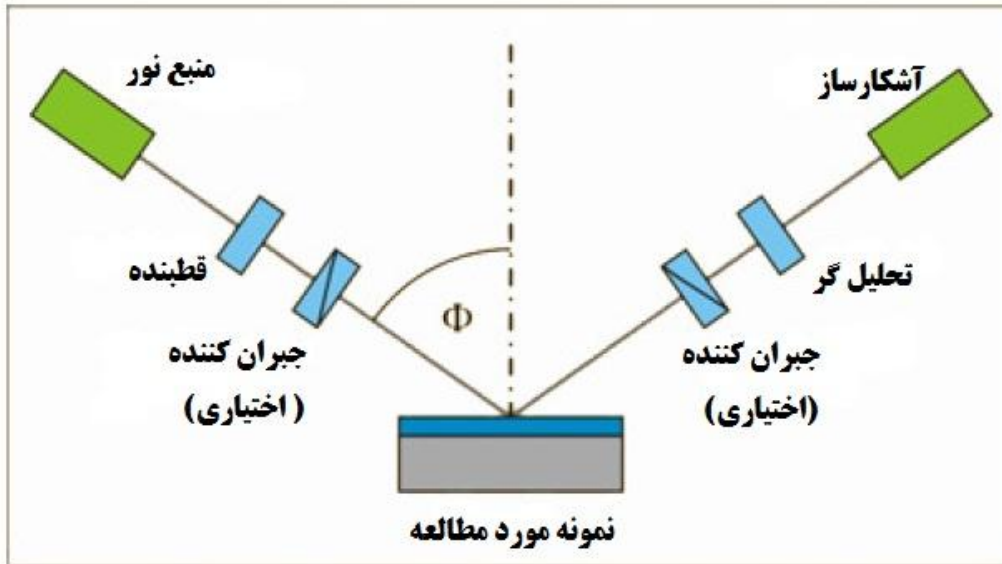 منبع نور
آشکارساز
قطبنده
تحلیل گر
Φ
جبران کننده
( اختیاری)
جبران کننده
(اختیاری)
نمونه مورد مطالعه